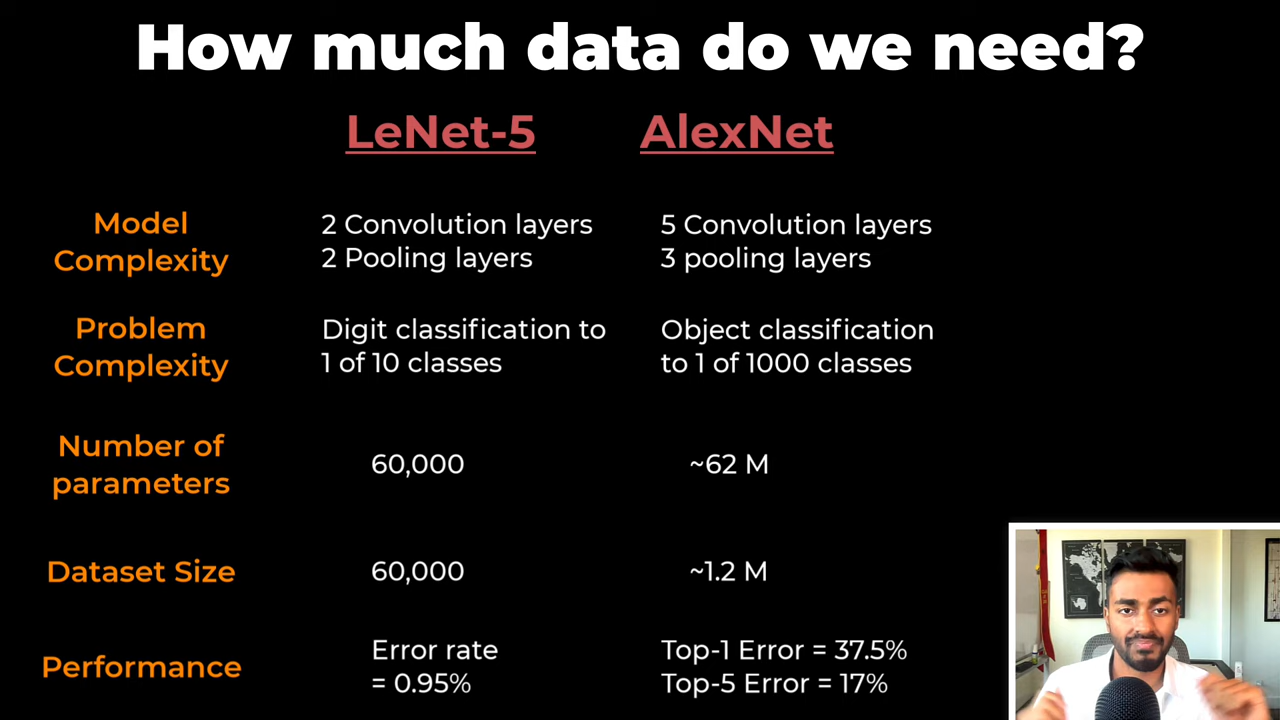 How much data do we need?
LeNet-5
AlexNet
Model
Complexity
2 Convolution layers
2 Pooling layers
5 Convolution layers
3 pooling layers
Problem
Complexity
Digit classification to
1 of 10 classes
Object classification
to 1 of 1000 classes
Number of
parameters
60,000
~62 M
Dataset Size
60,000
~1.2 M
Performance
Error rate
= 0.95%
Top-1 Error = 37.5%
Top-5 Error = 17%